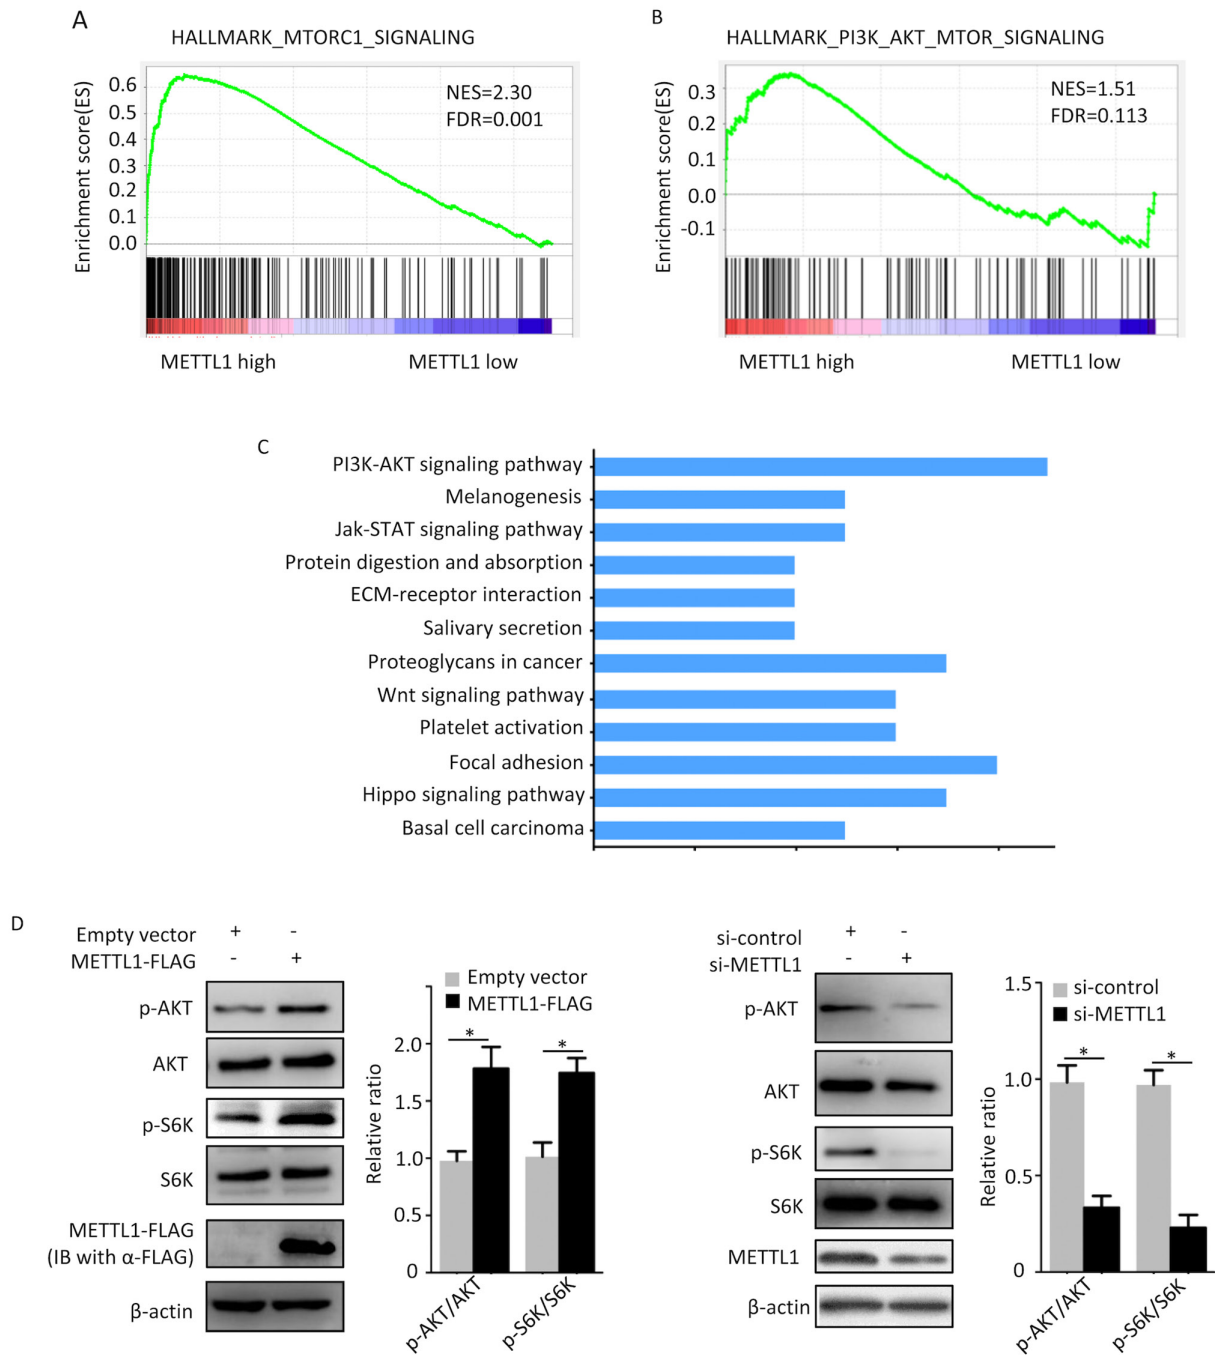 A
HALLMARK_MTORC1_SIGNALING
Enrichment score(ES)
0.6
0.5
0.4
0.3
0.2
0.1
0.0
NES=2.30
FDR=0.001
METTL1 high
METTL1 low
B
HALLMARK_PI3K_AKT_MTOR_SIGNALING
Enrichment score(ES)
0.3
0.2
0.1
0.0
-0.1
NES=1.51
FDR=0.113
METTL1 high
METTL1 low
C
PI3K-AKT signaling pathway
Melanogenesis
Jak-STAT signaling pathway
Protein digestion and absorption
ECM-receptor interaction
Salivary secretion
Proteoglycans in cancer
Wnt signaling pathway
Platelet activation
Focal adhesion
Hippo signaling pathway
Basal cell carcinoma
D
Empty vector + -
METTL1-FLAG - +
p-AKT
AKT
p-S6K
S6K
METTL1-FLAG
(IB with α-FLAG)
β-actin
Empty vector
METTL1-FLAG
Relative ratio
2.0
1.5
1.0
0.5
0
*
*
p-AKT/AKT
p-S6K/S6K
si-control + -
si-METTL1 - +
p-AKT
AKT
p-S6K
S6K
METTL1
β-actin
si-control
si-METTL1
Relative ratio
1.5
1.0
0.5
0
*
*
p-AKT/AKT
p-S6K/S6K